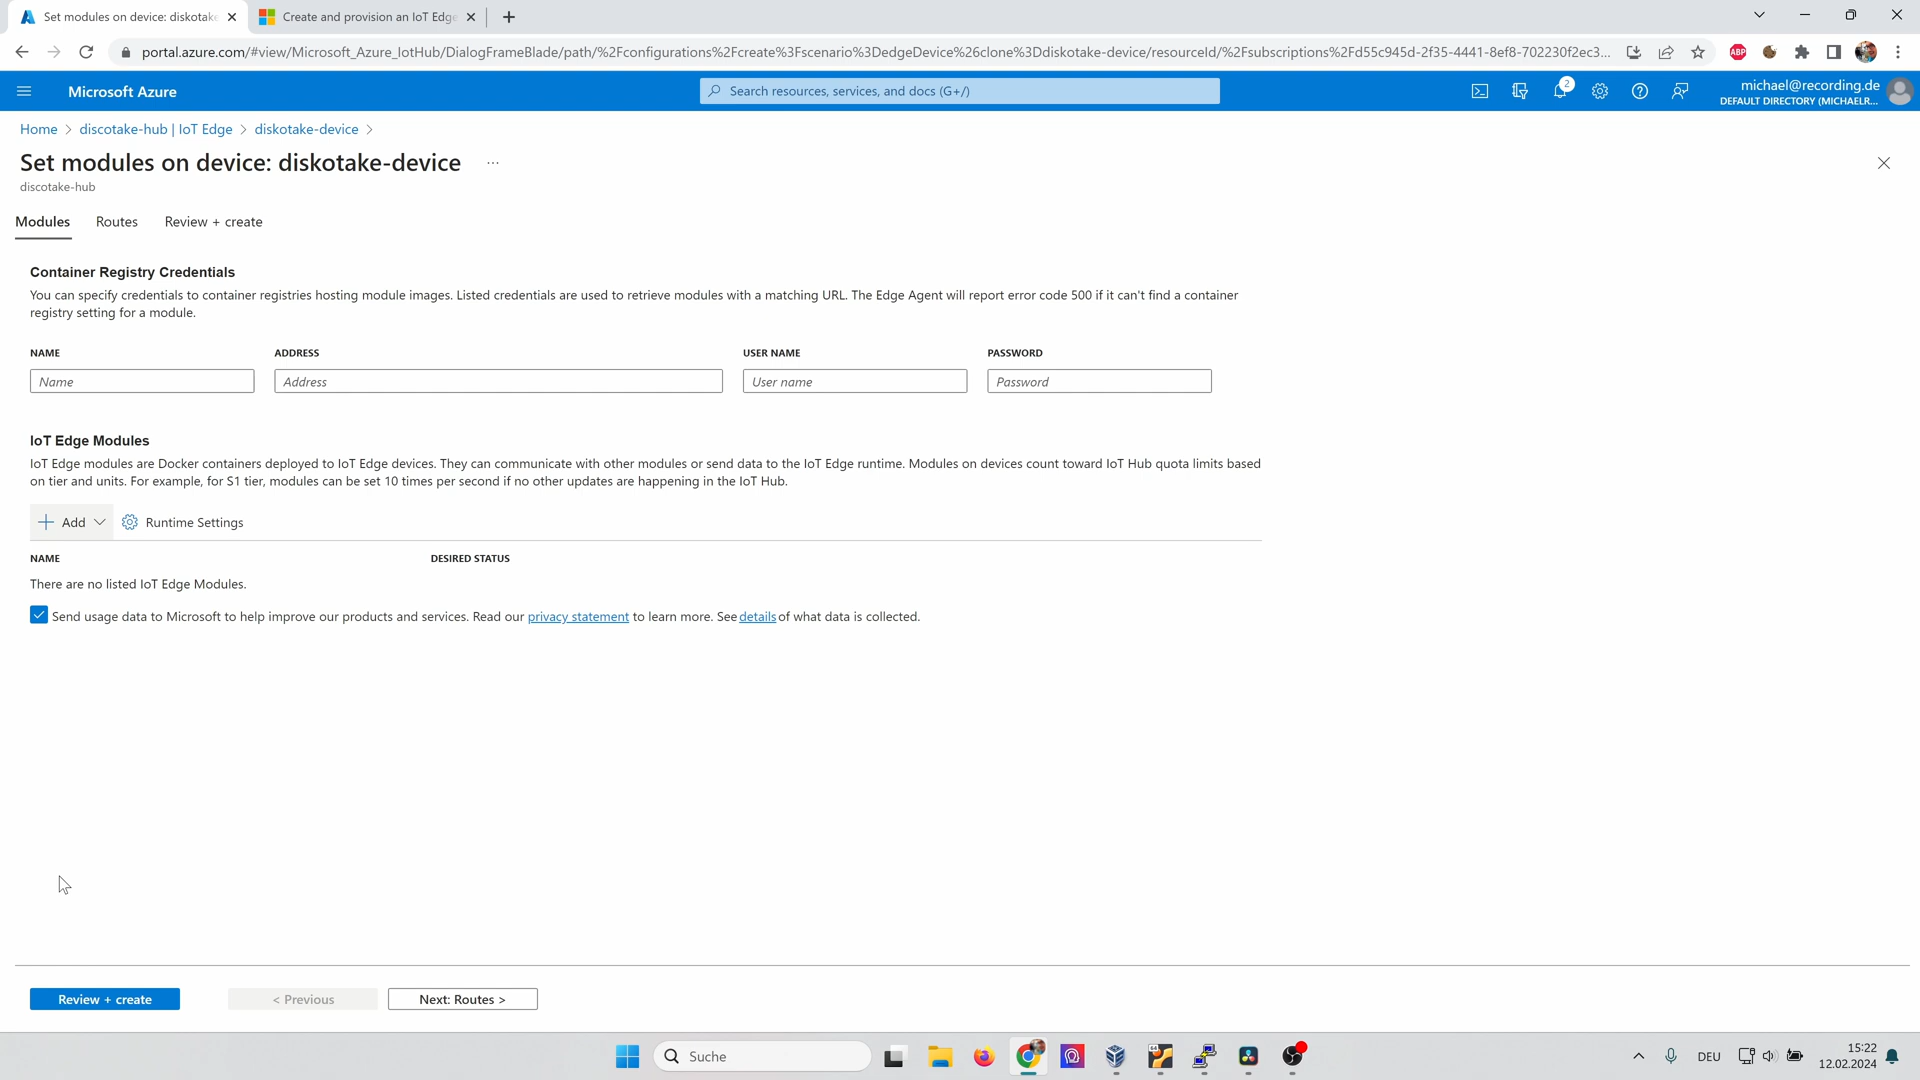 Set modules on device: diskotake
Create and provision an IoT Edge
portal.azure.com/#view/Microsoft_Azure_IotHub/DialogFrameBlade/path/%2Fconfigurations%2Fcreate%3Fscenario%3DedgeDevice%26clone%3Ddiskotake-device/resourceId/%2Fsubscriptions%2Fd55c945d-2f35-4441-8ef8-702230f2ec3...
ABP
Microsoft Azure
Search resources, services, and docs (G+/)
2
michael@recording.de
DEFAULT DIRECTORY (MICHAELR...
Home > discotake-hub | IoT Edge > diskotake-device >
Set modules on device: diskotake-device ...
discotake-hub
Modules Routes Review + create
Container Registry Credentials
You can specify credentials to container registries hosting module images. Listed credentials are used to retrieve modules with a matching URL. The Edge Agent will report error code 500 if it can't find a container
registry setting for a module.
NAME ADDRESS USER NAME PASSWORD
Name Address User name Password
IoT Edge Modules
IoT Edge modules are Docker containers deployed to IoT Edge devices. They can communicate with other modules or send data to the IoT Edge runtime. Modules on devices count toward IoT Hub quota limits based
on tier and units. For example, for S1 tier, modules can be set 10 times per second if no other updates are happening in the IoT Hub.
Add Runtime Settings
NAME DESIRED STATUS
There are no listed IoT Edge Modules.
Send usage data to Microsoft to help improve our products and services. Read our privacy statement to learn more. See details of what data is collected.
Review + create < Previous Next: Routes >
Suche
64
DEU
15:22
12.02.2024